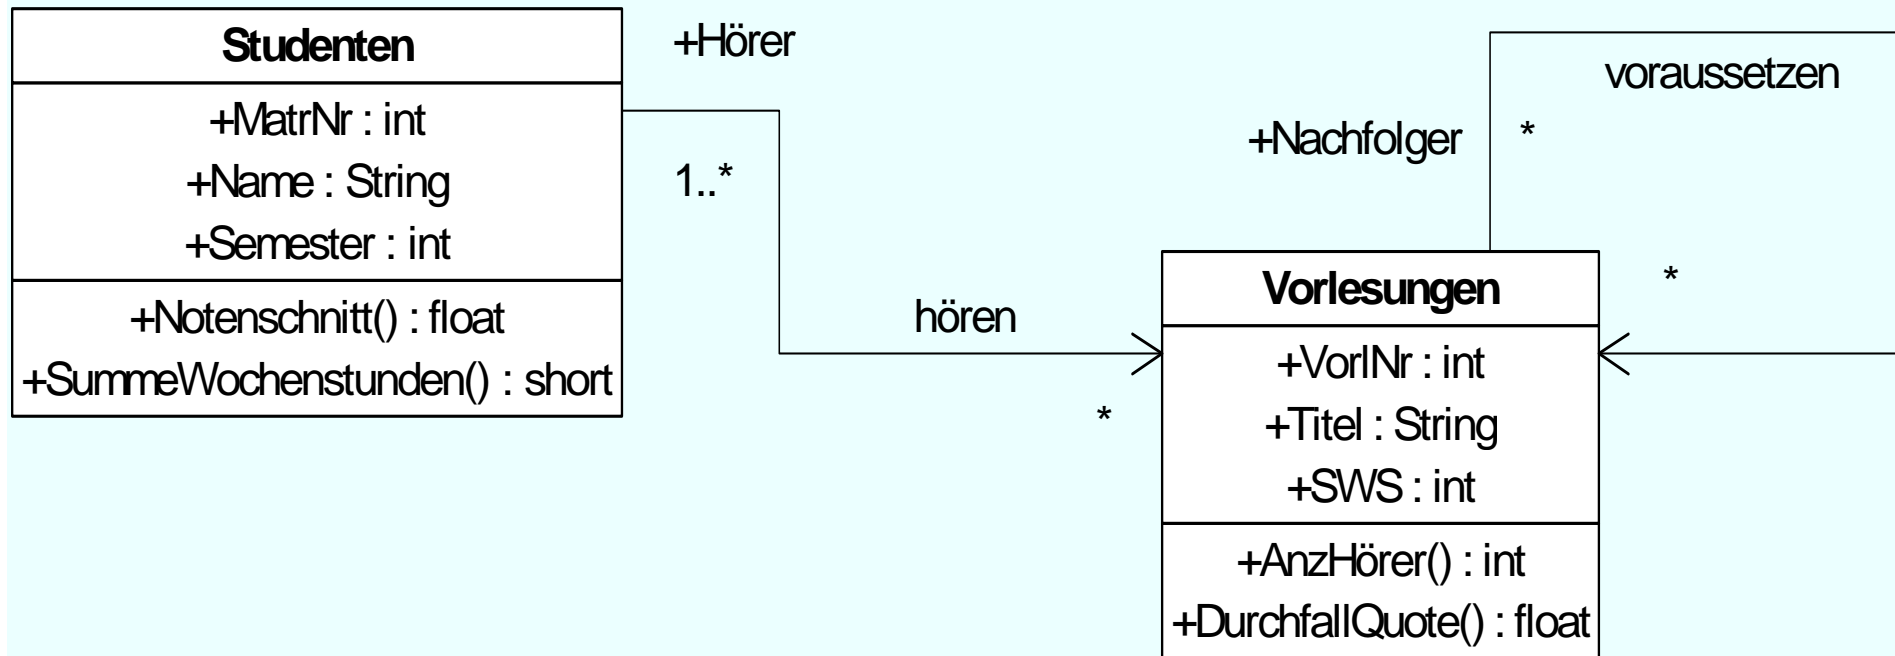 Studenten
+MatrNr : int
+Name : String
+Semester : int
+Notenschnitt() : float
+SummeWochenstunden() : short
+Hörer
1..*
hören
*
voraussetzen
+Nachfolger
*
*
Vorlesungen
+VorlNr : int
+Titel : String
+SWS : int
+AnzHörer() : int
+DurchfallQuote() : float